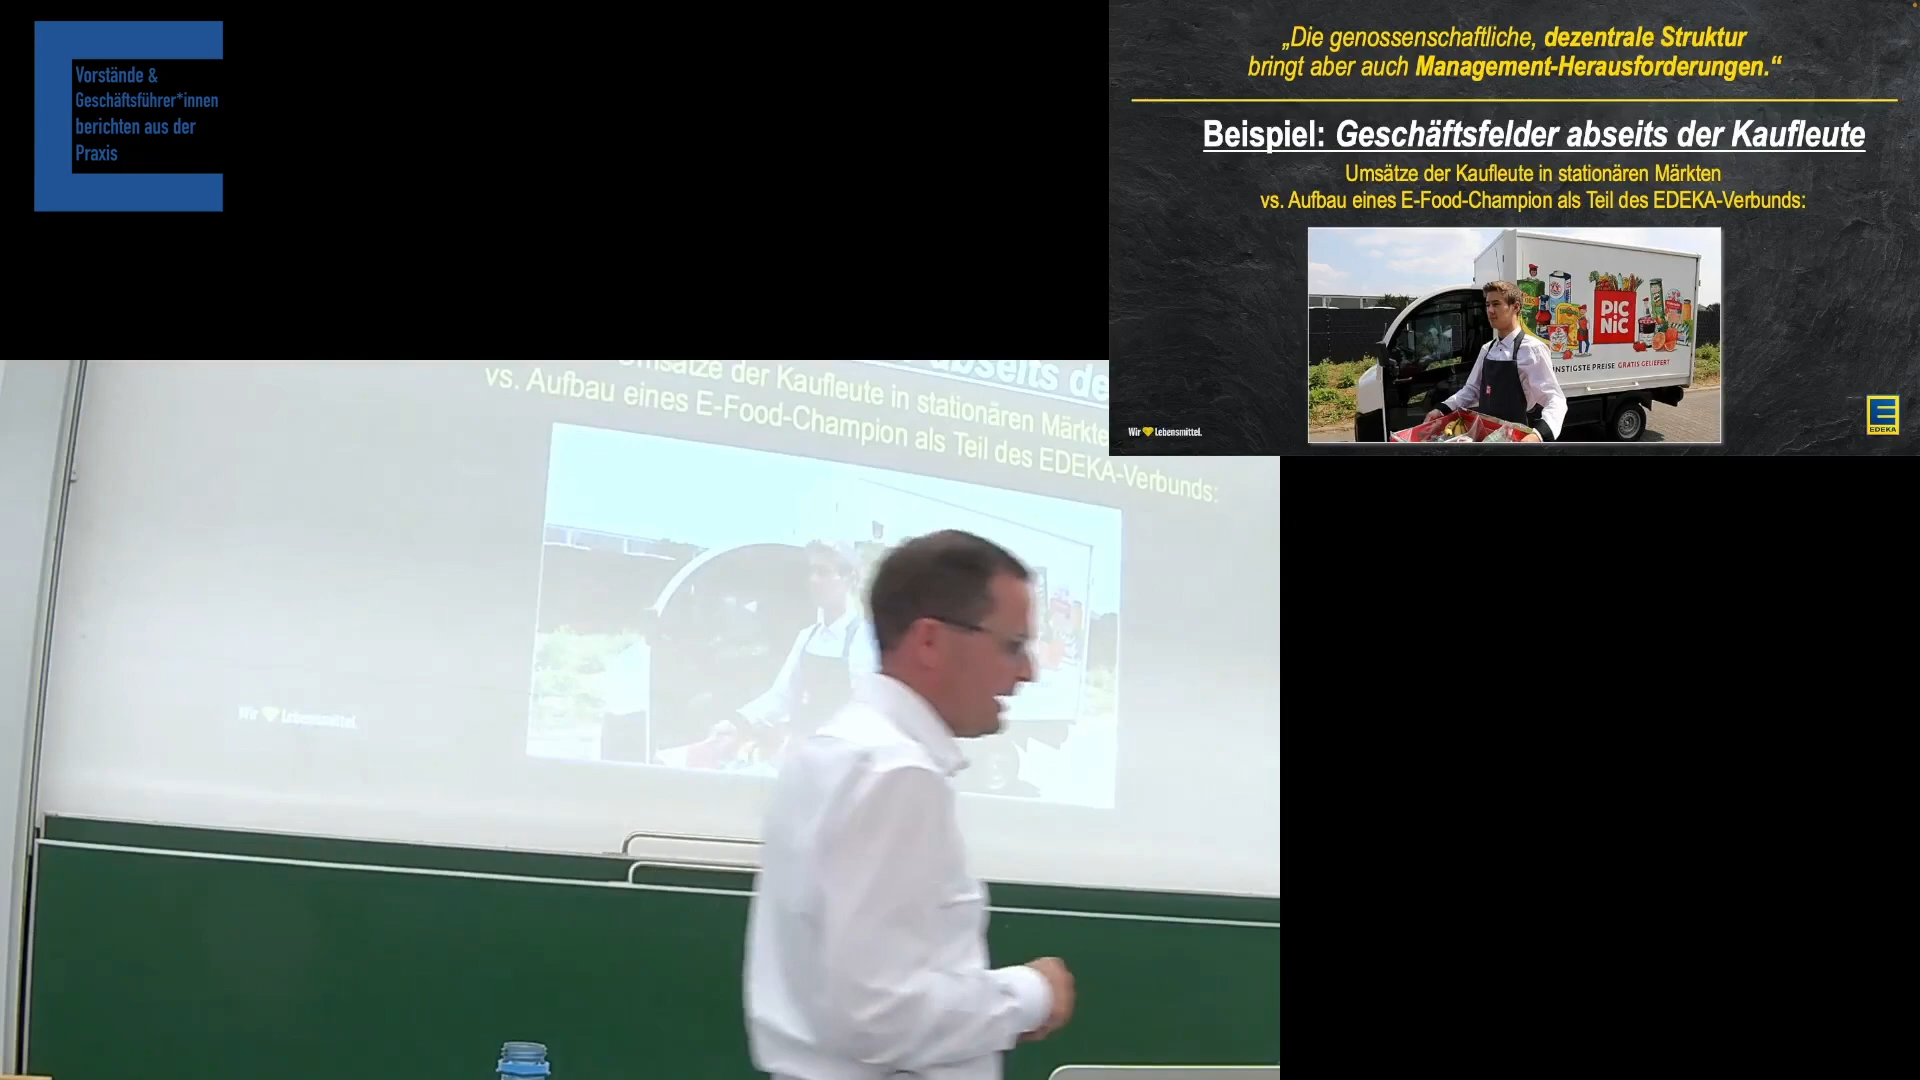 Vorstände &
Geschäftsführer*innen
berichten aus der
Praxis
„Die genossenschaftliche, dezentrale Struktur
bringt aber auch Management-Herausforderungen.“
Beispiel: Geschäftsfelder abseits der Kaufleute
Umsätze der Kaufleute in stationären Märkten
vs. Aufbau eines E-Food-Champion als Teil des EDEKA-Verbunds:
PIC
NIC
NSTIGSTE PREISE GRATIS GELIEFERT
Wir Lebensmittel.
EDEKA
abseits de
Umsätze der Kaufleute in stationären Märkte
vs. Aufbau eines E-Food-Champion als Teil des EDEKA-Verbunds:
Wir Lebensmittel.